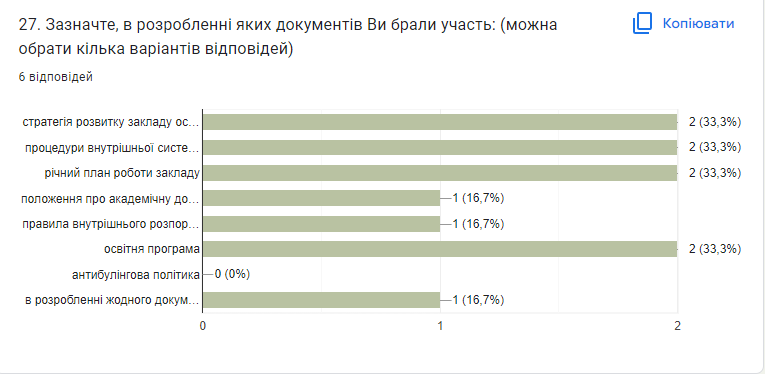 27. Зазначте, в розробленні яких документів Ви брали участь: (можна
обрати кілька варіантів відповідей)
Копіювати
6 відповідей
стратегія розвитку закладу ос...
2 (33,3%)
процедури внутрішньої систе...
2 (33,3%)
річний план роботи закладу
2 (33,3%)
положення про академічну до...
1 (16,7%)
правила внутрішнього розпор...
1 (16,7%)
освітня програма
2 (33,3%)
антибулінгова політика
0 (0%)
в розробленні жодного докум...
1 (16,7%)
0
1
2